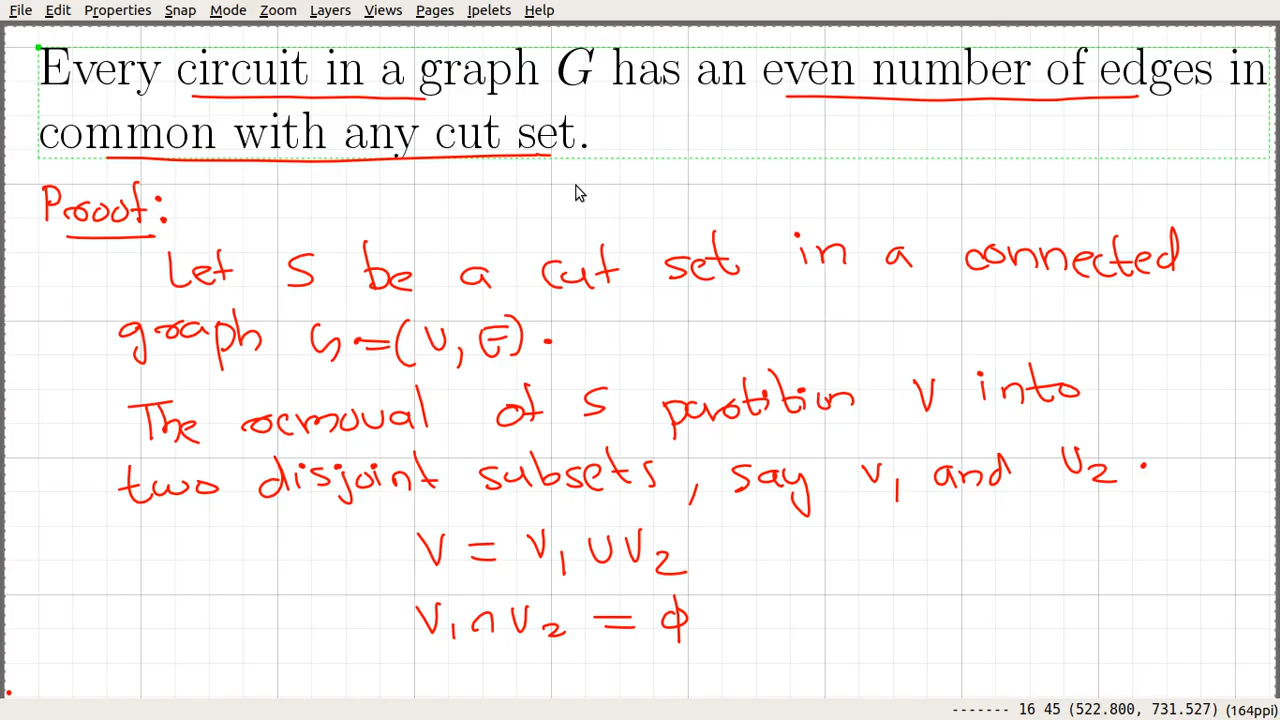 File Edit Properties Snap Mode Zoom Layers Views Pages Ipelets Help
Every circuit in a graph G has an even number of edges in
common with any cut set.
Proof:
Let S be a cut set in a connected
graph G=(V,E).
The removal of S partition V into
two disjoint subsets, say V1 and V2.
V = V1 ∪ V2
V1 ∩ V2 = ϕ
------- 16 45 (522.800, 731.527) (164ppi)